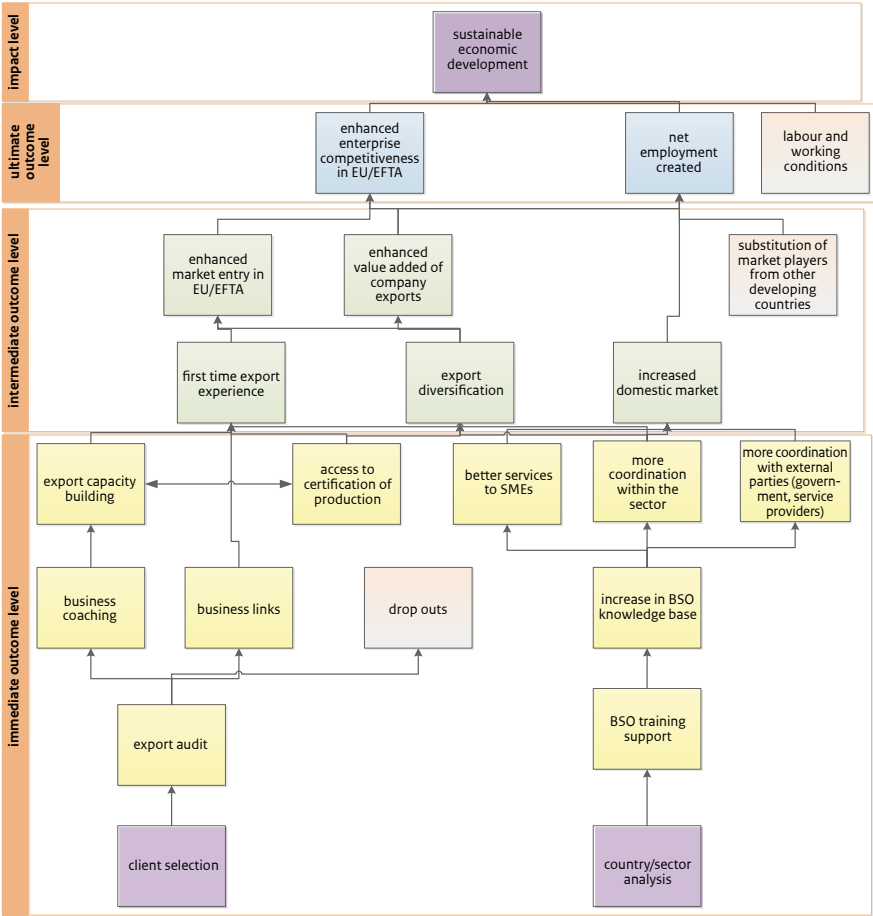 impact level
sustainable
economic
development
ultimate
outcome
level
enhanced
enterprise
competitiveness
in EU/EFTA
net
employment
created
labour and
working
conditions
intermediate outcome level
enhanced
market entry in
EU/EFTA
enhanced
value added of
company
exports
substitution of
market players
from other
developing
countries
first time export
experience
export
diversification
increased
domestic market
immediate outcome level
export capacity
building
access to
certification of
production
better services
to SMEs
more
coordination
within the
sector
more coordination
with external
parties (govern-
ment, service
providers)
business
coaching
business links
drop outs
increase in BSO
knowledge base
export audit
BSO training
support
client selection
country/sector
analysis